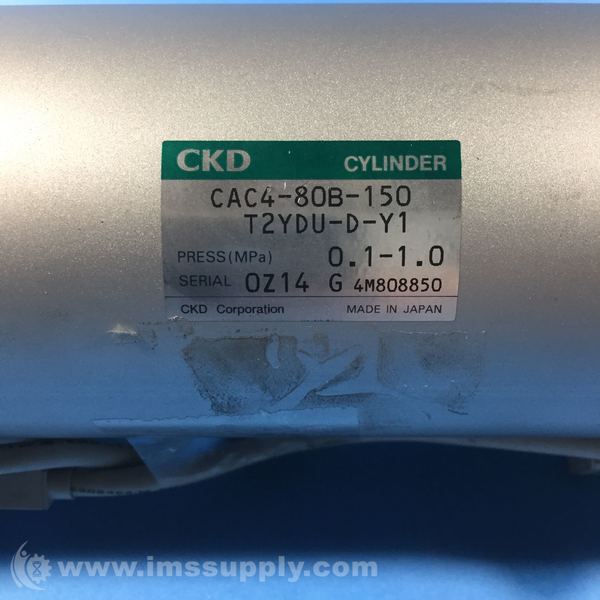 CKD CYLINDER
CAC4-80B-150
T2YDU-D-Y1
PRESS(MPa) 0.1-1.0
SERIAL OZ14 G 4M808850
CKD Corporation MADE IN JAPAN
www.imssupply.com